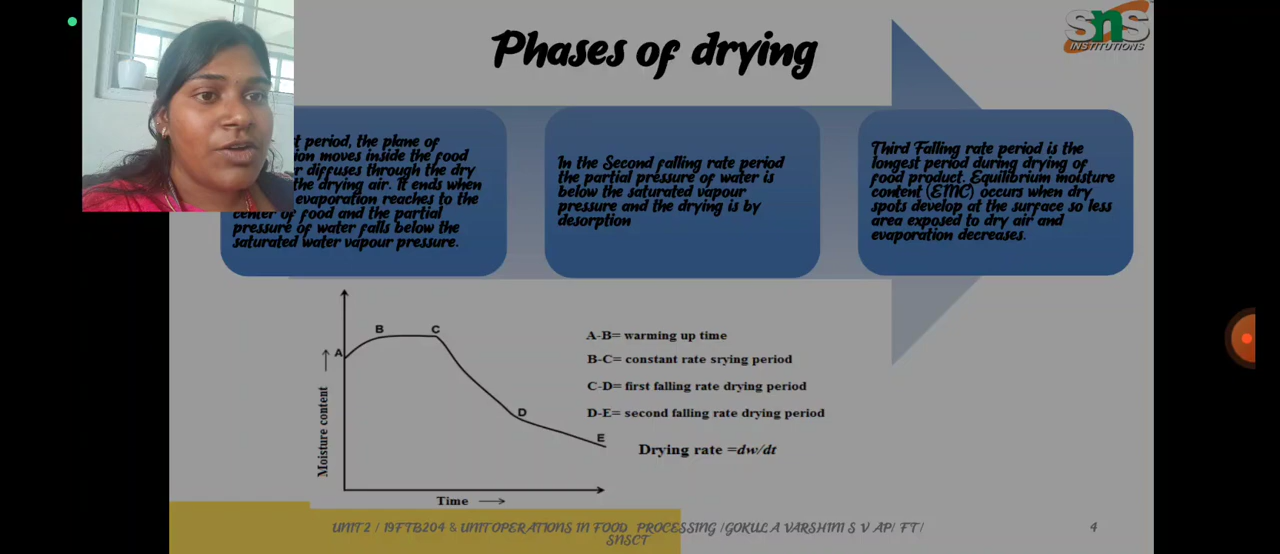 SNS
INSTITUTIONS
Phases of drying
period, the plane of
moves inside the food
diffuses through the dry
the drying air. It ends when
evaporation reaches to the
center of food and the partial
pressure of water falls below the
saturated water vapour pressure.
In the Second falling rate period
the partial pressure of water is
below the saturated vapour
pressure and the drying is by
desorption
Third Falling rate period is the
longest period during drying of
food product. Equilibrium moisture
content (EMC) occurs when dry
spots develop at the surface so less
area exposed to dry air and
evaporation decreases.
B
C
A
D
E
Moisture content
Time
A-B= warming up time
B-C= constant rate srying period
C-D= first falling rate drying period
D-E= second falling rate drying period
Drying rate =dw/dt
UNIT2 / 19FTB204 & UNITOPERATIONS IN FOOD PROCESSING /GOKULA VARSHINI S V AP/ FT/
SNSCT
4